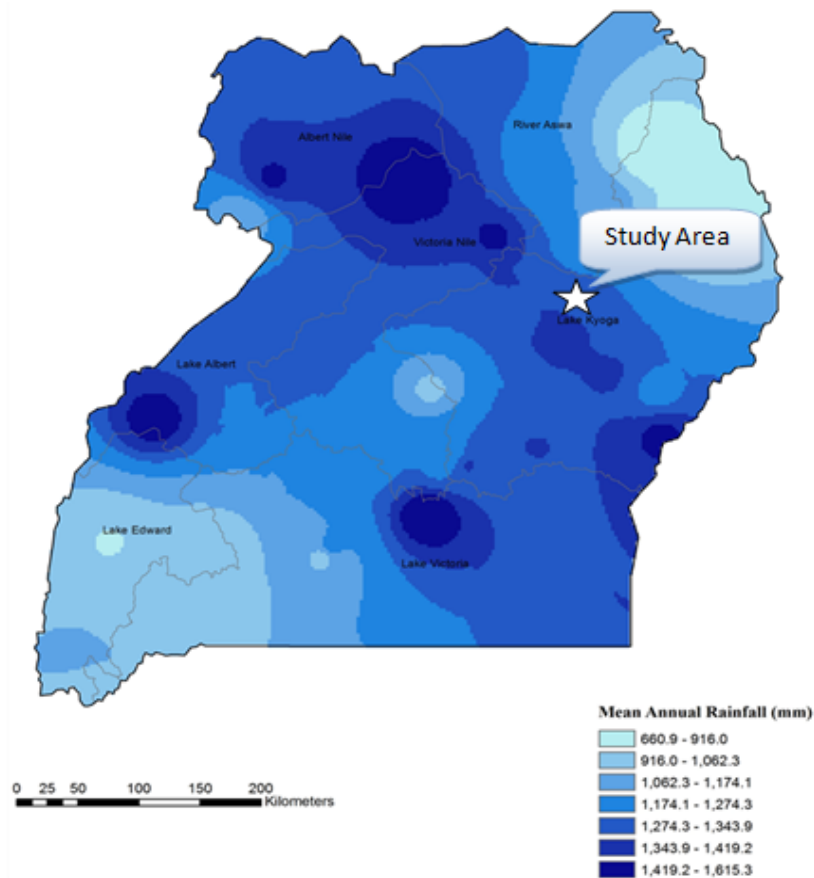 Albert Nile
River Aswa
Study Area
Victoria Nile
Lake Kyoga
Lake Albert
Lake Edward
Lake Victoria
Mean Annual Rainfall (mm)
660.9 - 916.0
916.0 - 1,062.3
1,062.3 - 1,174.1
1,174.1 - 1,274.3
1,274.3 - 1,343.9
1,343.9 - 1,419.2
1,419.2 - 1,615.3
0 25 50 100 150 200
Kilometers